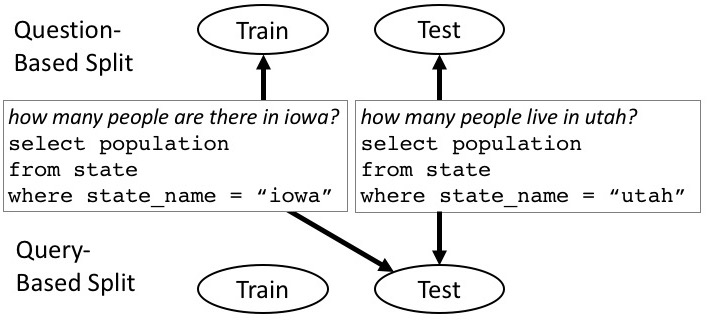 Question-
Based Split
Train
Test
how many people are there in iowa?
select population
from state
where state_name = “iowa”
how many people live in utah?
select population
from state
where state_name = “utah”
Query-
Based Split
Train
Test